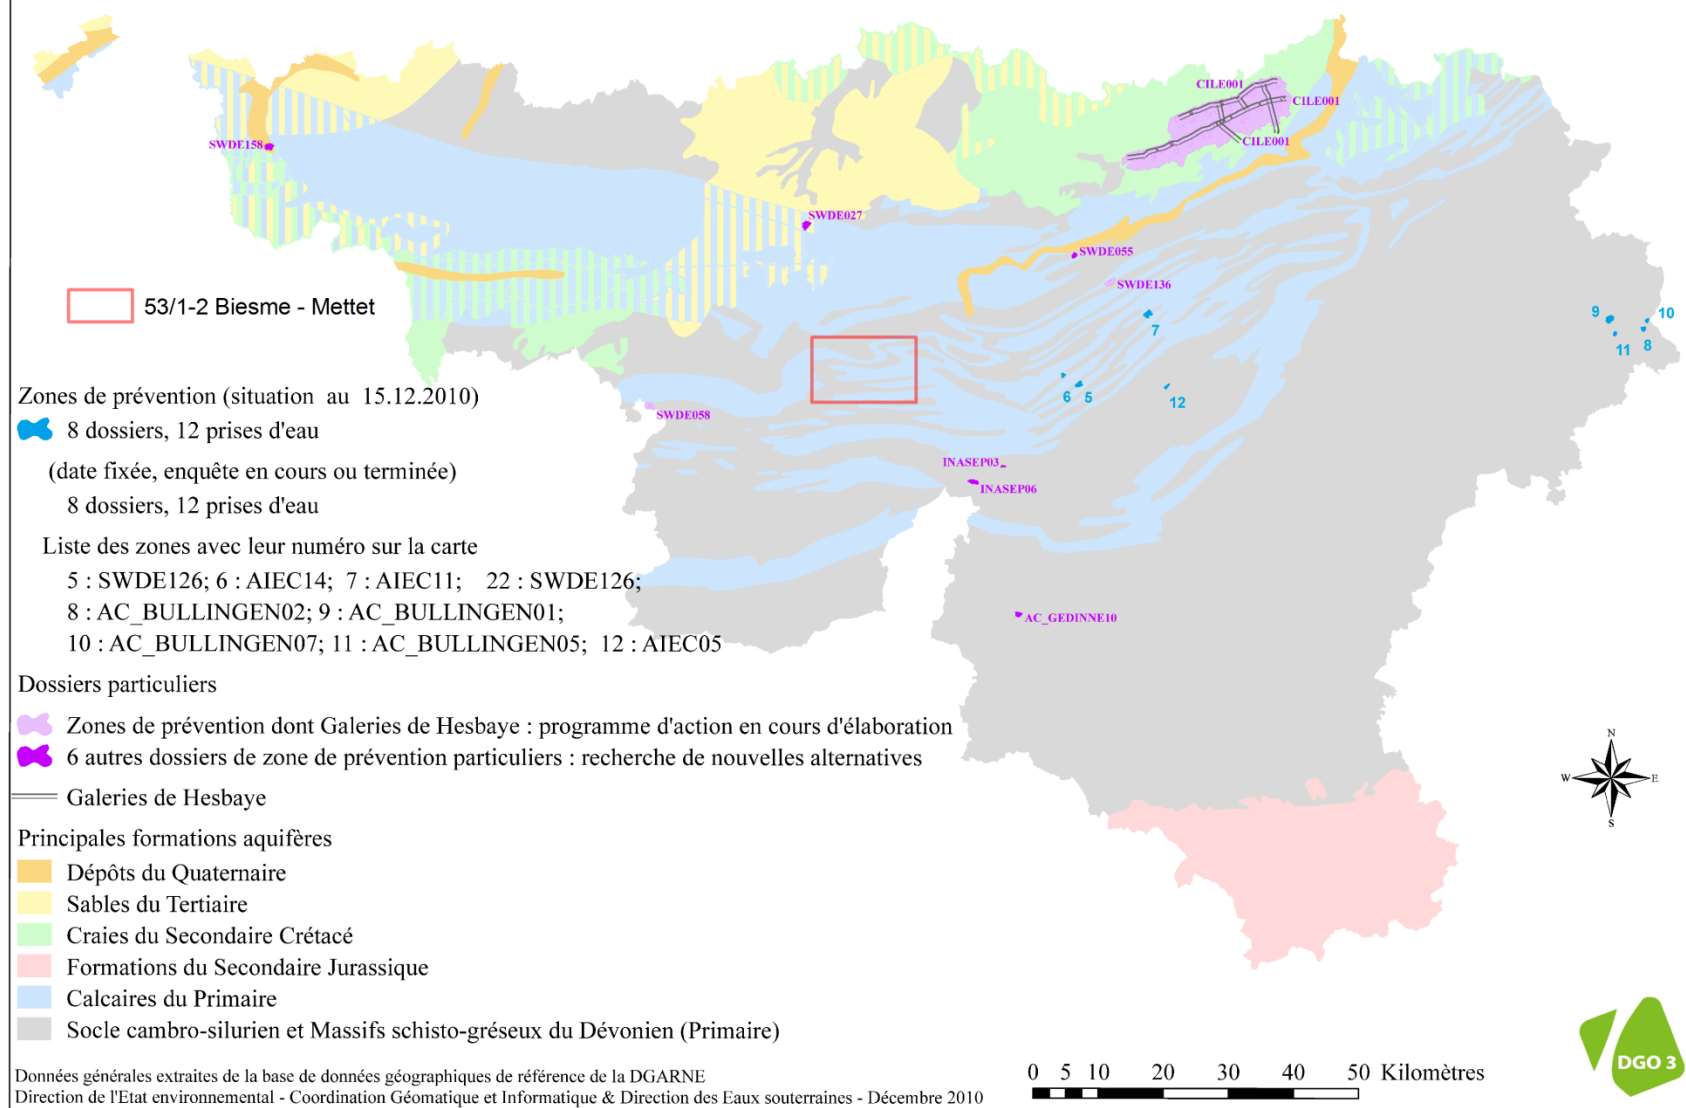 CILE001
CILE001
CILE001
SWDE158
SWDE027
SWDE055
SWDE136
53/1-2 Biesme - Mettet
7
9
10
11
8
6
5
12
SWDE058
INASEP03
INASEP06
AC_GEDINNE10
Zones de prévention (situation au 15.12.2010)
8 dossiers, 12 prises d'eau
(date fixée, enquête en cours ou terminée)
8 dossiers, 12 prises d'eau
Liste des zones avec leur numéro sur la carte
5 : SWDE126; 6 : AIEC14; 7 : AIEC11; 22 : SWDE126;
8 : AC_BULLINGEN02; 9 : AC_BULLINGEN01;
10 : AC_BULLINGEN07; 11 : AC_BULLINGEN05; 12 : AIEC05
Dossiers particuliers
Zones de prévention dont Galeries de Hesbaye : programme d'action en cours d'élaboration
6 autres dossiers de zone de prévention particuliers : recherche de nouvelles alternatives
Galeries de Hesbaye
Principales formations aquifères
Dépôts du Quaternaire
Sables du Tertiaire
Craies du Secondaire Crétacé
Formations du Secondaire Jurassique
Calcaires du Primaire
Socle cambro-silurien et Massifs schisto-gréseux du Dévonien (Primaire)
N
W E
S
Données générales extraites de la base de données géographiques de référence de la DGARNE
Direction de l'Etat environnemental - Coordination Géomatique et Informatique & Direction des Eaux souterraines - Décembre 2010
0 5 10 20 30 40 50 Kilomètres
DGO 3